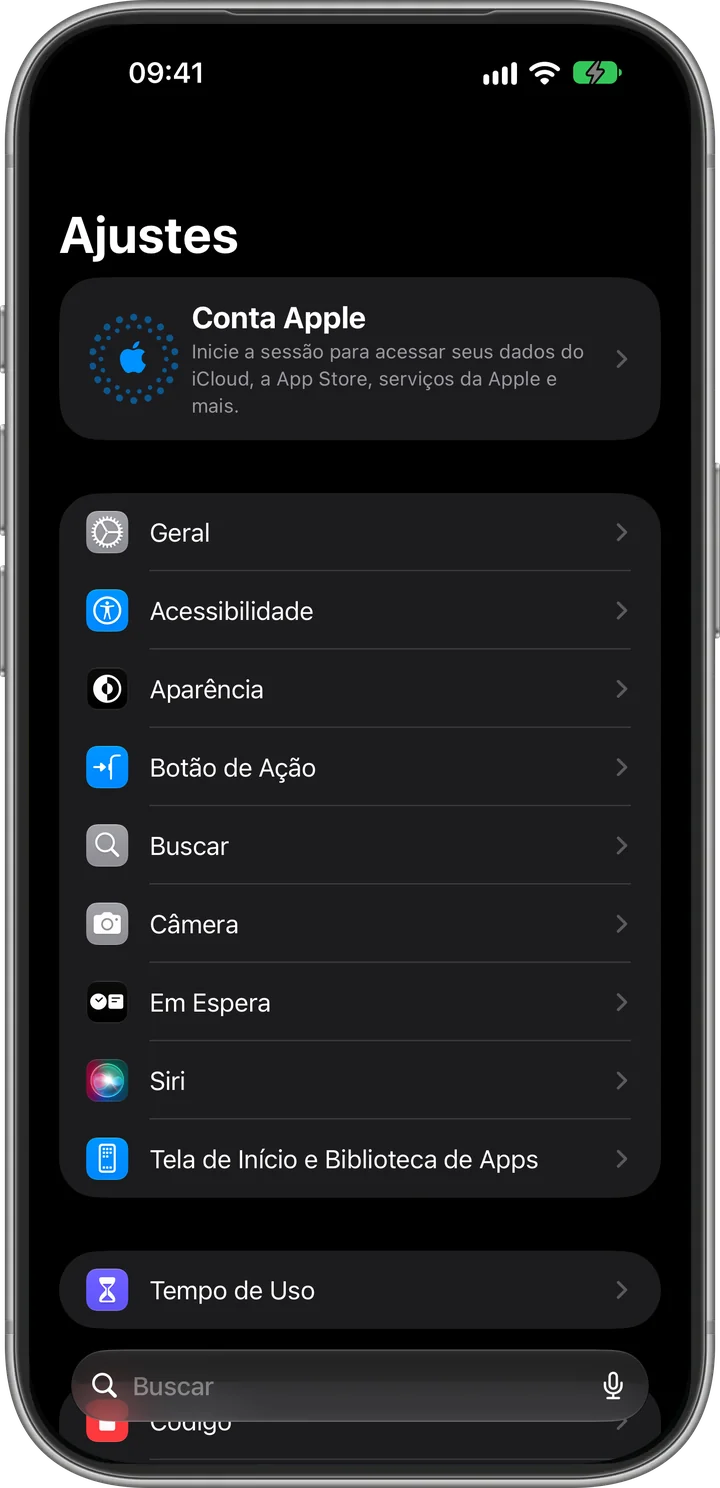 09:41
Ajustes
Conta Apple
Inicie a sessão para acessar seus dados do
iCloud, a App Store, serviços da Apple e
mais.
Geral
Acessibilidade
Aparência
Botão de Ação
Buscar
Câmera
Em Espera
Siri
Tela de Início e Biblioteca de Apps
Tempo de Uso
Buscar
Código